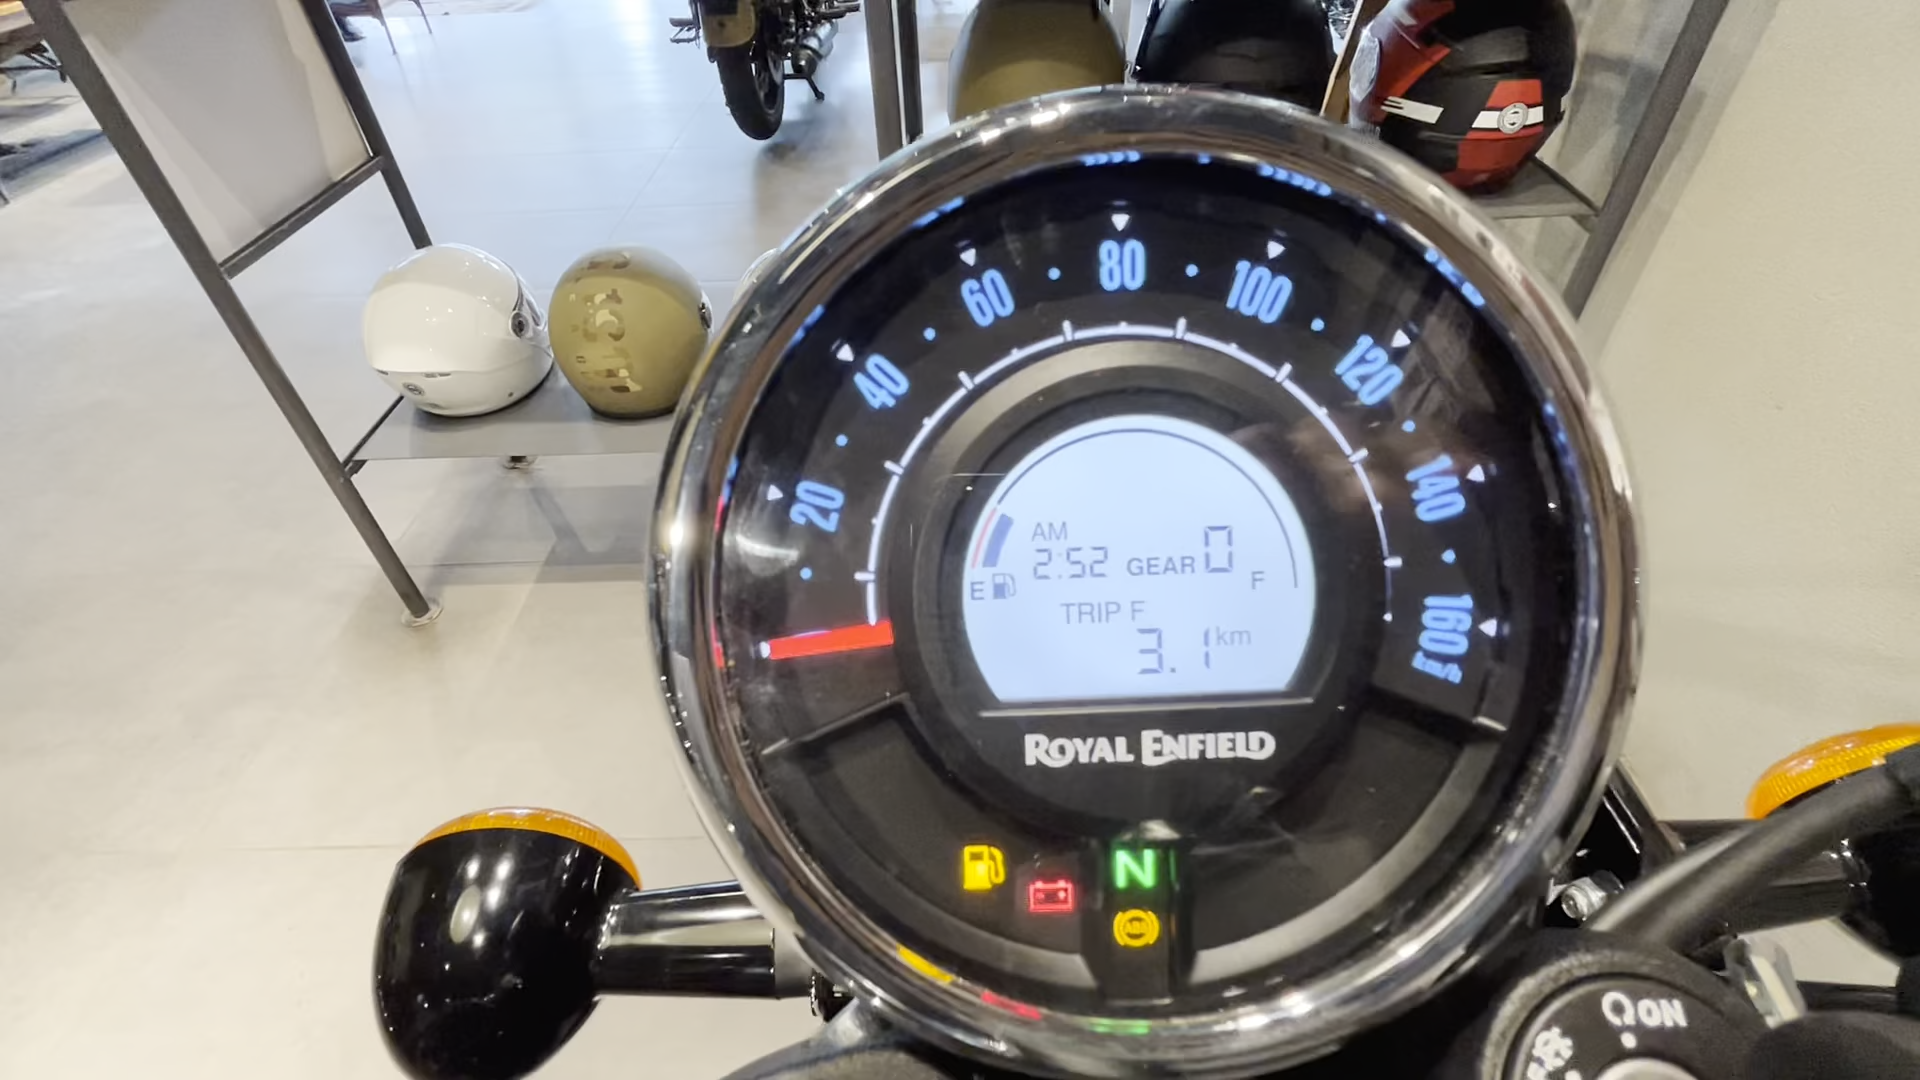 20
40
60
80
100
120
140
160
km/h
AM
2:52 GEAR 0
E
F
TRIP F
3.1 km
ROYAL ENFIELD
N
ABS
ON